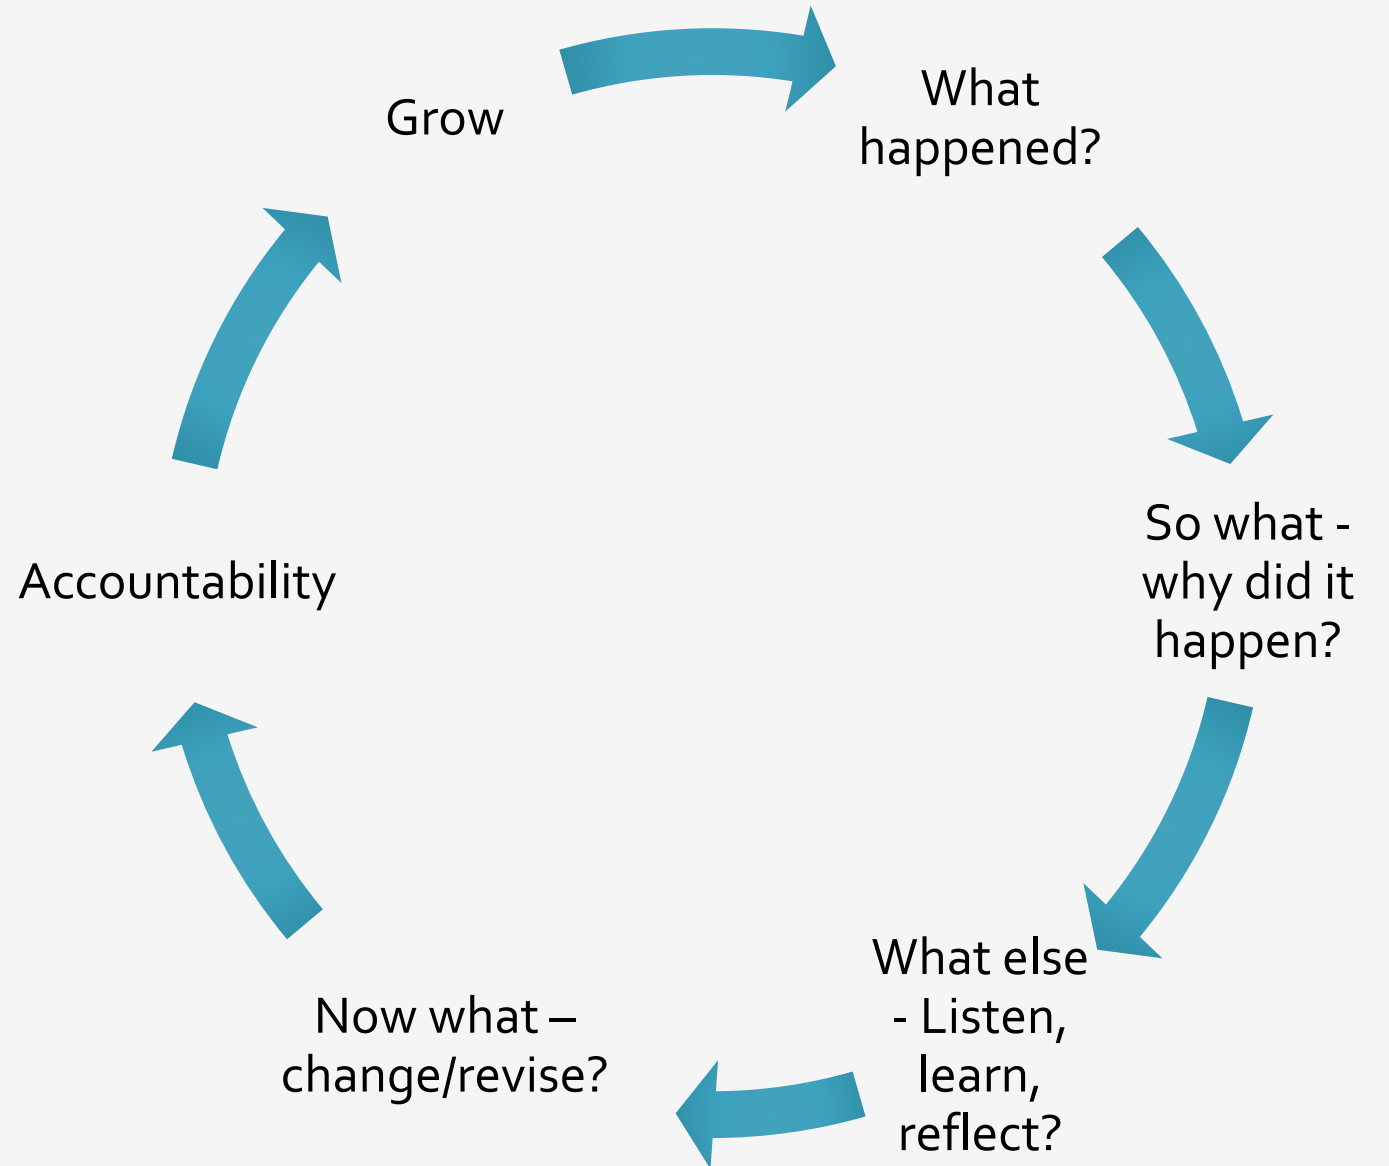 What
happened?
So what -
why did it
happen?
What else
- Listen,
learn,
reflect?
Now what –
change/revise?
Accountability
Grow